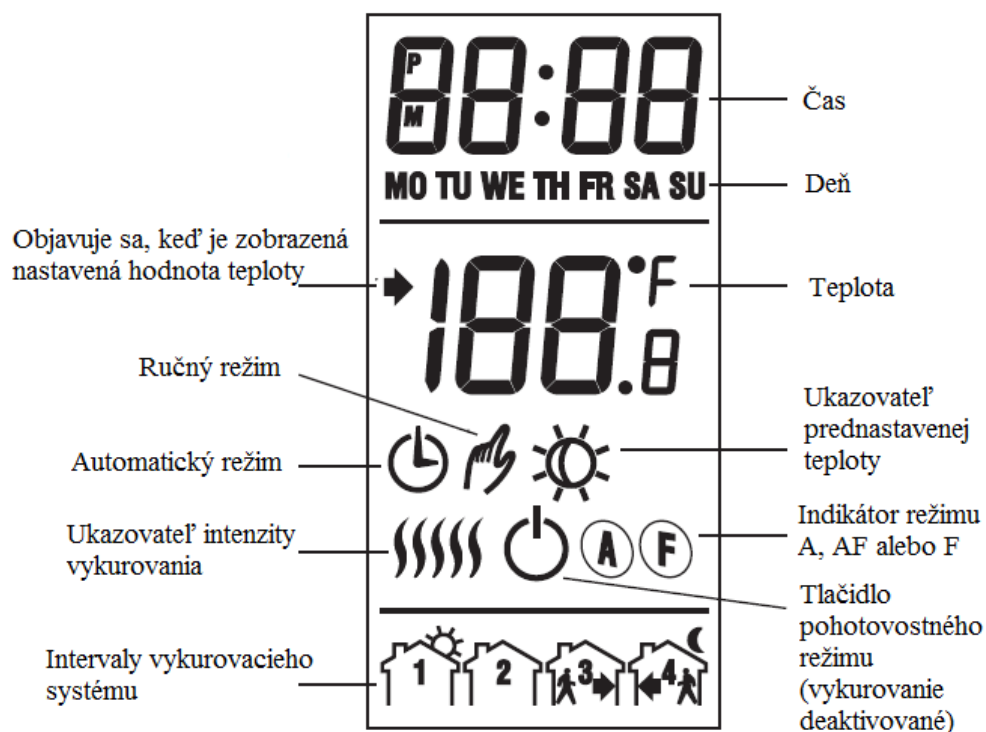 P
M
88:88
Čas
MO TU WE TH FR SA SU
Deň
Objavuje sa, keď je zobrazená
nastavená hodnota teploty
188.8
°F
Teplota
Ručný režim
Ukazovateľ
prednastavenej
teploty
Automatický režim
Ukazovateľ intenzity
vykurovania
A F
Indikátor režimu
A, AF alebo F
Tlačidlo
pohotovostného
režimu
(vykurovanie
deaktivované)
Intervaly vykurovacieho
systému
1 2 3 4